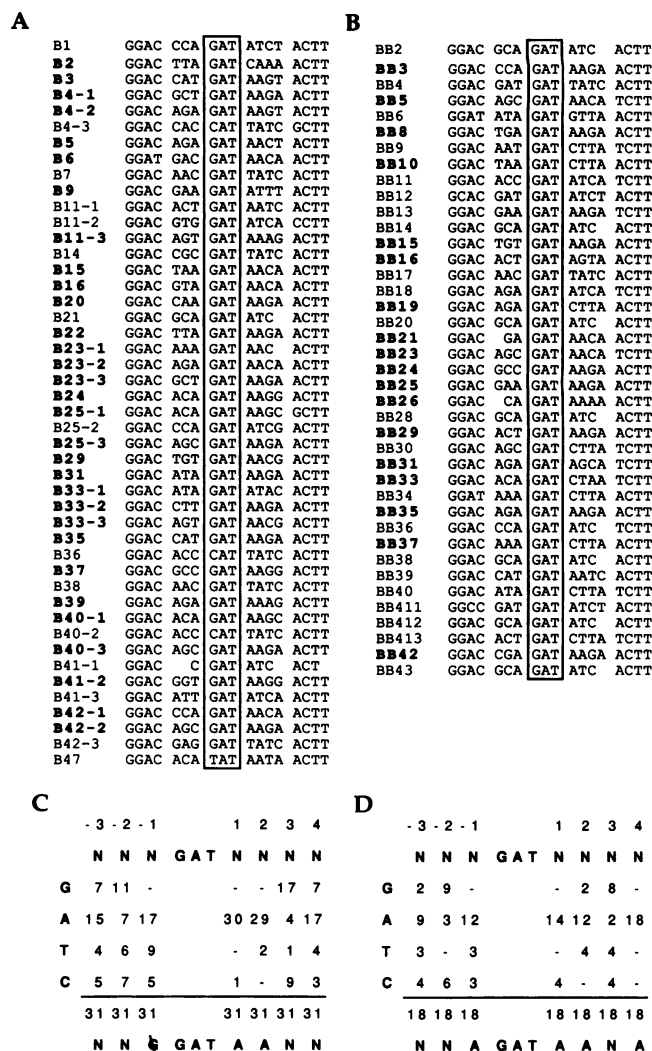 A
B1 GGAC CCA GAT ATCT ACTT
B2 GGAC TTA GAT CAAA ACTT
B3 GGAC CAT GAT AAGT ACTT
B4-1 GGAC GCT GAT AAGA ACTT
B4-2 GGAC AGA GAT AAGT ACTT
B4-3 GGAC CAC CAT TATC GCTT
B5 GGAC AGA GAT AACT ACTT
B6 GGAT GAC GAT AACA ACTT
B7 GGAC AAC GAT TATC ACTT
B9 GGAC GAA GAT ATTT ACTT
B11-1 GGAC ACT GAT AATC ACTT
B11-2 GGAC GTG GAT ATCA CCTT
B11-3 GGAC AGT GAT AAAG ACTT
B14 GGAC CGC GAT TATC ACTT
B15 GGAC TAA GAT AACA ACTT
B16 GGAC GTA GAT AACA ACTT
B20 GGAC CAA GAT AAGA ACTT
B21 GGAC GCA GAT ATC ACTT
B22 GGAC TTA GAT AAGA ACTT
B23-1 GGAC AAA GAT AAC ACTT
B23-2 GGAC AGA GAT AACA ACTT
B23-3 GGAC GCT GAT AAGA ACTT
B24 GGAC ACA GAT AAGG ACTT
B25-1 GGAC ACA GAT AAGC GCTT
B25-2 GGAC CCA GAT ATCG ACTT
B25-3 GGAC AGC GAT AAGA ACTT
B29 GGAC TGT GAT AACG ACTT
B31 GGAC ATA GAT AAGA ACTT
B33-1 GGAC ATA GAT ATAC ACTT
B33-2 GGAC CTT GAT AAGA ACTT
B33-3 GGAC AGT GAT AACG ACTT
B35 GGAC CAT GAT AAGA ACTT
B36 GGAC ACC CAT TATC ACTT
B37 GGAC GCC GAT AAGG ACTT
B38 GGAC AAC GAT TATC ACTT
B39 GGAC AGA GAT AAAG ACTT
B40-1 GGAC ACA GAT AAGC ACTT
B40-2 GGAC ACC CAT TATC ACTT
B40-3 GGAC AGC GAT AAGA ACTT
B41-1 GGAC C GAT ATC ACT
B41-2 GGAC GGT GAT AAGG ACTT
B41-3 GGAC ATT GAT ATCA ACTT
B42-1 GGAC CCA GAT AACA ACTT
B42-2 GGAC AGC GAT AAGA ACTT
B42-3 GGAC GAG GAT TATC ACTT
B47 GGAC ACA TAT AATA ACTT
B
BB2 GGAC GCA GAT ATC ACTT
BB3 GGAC CCA GAT AAGA ACTT
BB4 GGAC GAT GAT TATC ACTT
BB5 GGAC AGC GAT AACA TCTT
BB6 GGAT ATA GAT GTTA ACTT
BB8 GGAC TGA GAT AAGA ACTT
BB9 GGAC AAT GAT CTTA TCTT
BB10 GGAC TAA GAT CTTA ACTT
BB11 GGAC ACC GAT ATCA TCTT
BB12 GCAC GAT GAT ATCT ACTT
BB13 GGAC GAA GAT AAGA TCTT
BB14 GGAC GCA GAT ATC ACTT
BB15 GGAC TGT GAT AAGA ACTT
BB16 GGAC ACT GAT AGTA ACTT
BB17 GGAC AAC GAT TATC ACTT
BB18 GGAC AGA GAT ATCA TCTT
BB19 GGAC AGA GAT CTTA ACTT
BB20 GGAC GCA GAT ATC ACTT
BB21 GGAC GA GAT AACA ACTT
BB23 GGAC AGC GAT AACA TCTT
BB24 GGAC GCC GAT AAGA ACTT
BB25 GGAC GAA GAT AAGA ACTT
BB26 GGAC CA GAT AAAA ACTT
BB28 GGAC GCA GAT ATC ACTT
BB29 GGAC ACT GAT AAGA ACTT
BB30 GGAC AGC GAT CTTA TCTT
BB31 GGAC AGA GAT AGCA TCTT
BB33 GGAC ACA GAT CTAA TCTT
BB34 GGAT AAA GAT CTTA TCTT
BB35 GGAC AGA GAT AAGA ACTT
BB36 GGAC CCA GAT ATC TCTT
BB37 GGAC AAA GAT CTTA ACTT
BB38 GGAC GCA GAT ATC ACTT
BB39 GGAC CAT GAT AATC ACTT
BB40 GGAC ATA GAT CTTA TCTT
BB411 GGCC GAT GAT ATCT ACTT
BB412 GGAC GCA GAT ATC ACTT
BB413 GGAC ACT GAT CTTA TCTT
BB42 GGAC CGA GAT AAGA ACTT
BB43 GGAC GCA GAT ATC ACTT
C
-3 -2 -1 1 2 3 4
N N N GAT N N N N
G 7 11 - - - 17 7
A 15 7 17 30 29 4 17
T 4 6 9 - 2 1 4
C 5 7 5 1 - 9 3
31 31 31 31 31 31 31
N N G GAT A A N N
D
-3 -2 -1 1 2 3 4
N N N GAT N N N N
G 2 9 - - 2 8 -
A 9 3 12 14 12 2 18
T 3 - 3 - 4 4 -
C 4 6 3 4 - 4 -
18 18 18 18 18 18 18
N N A GAT A A N A